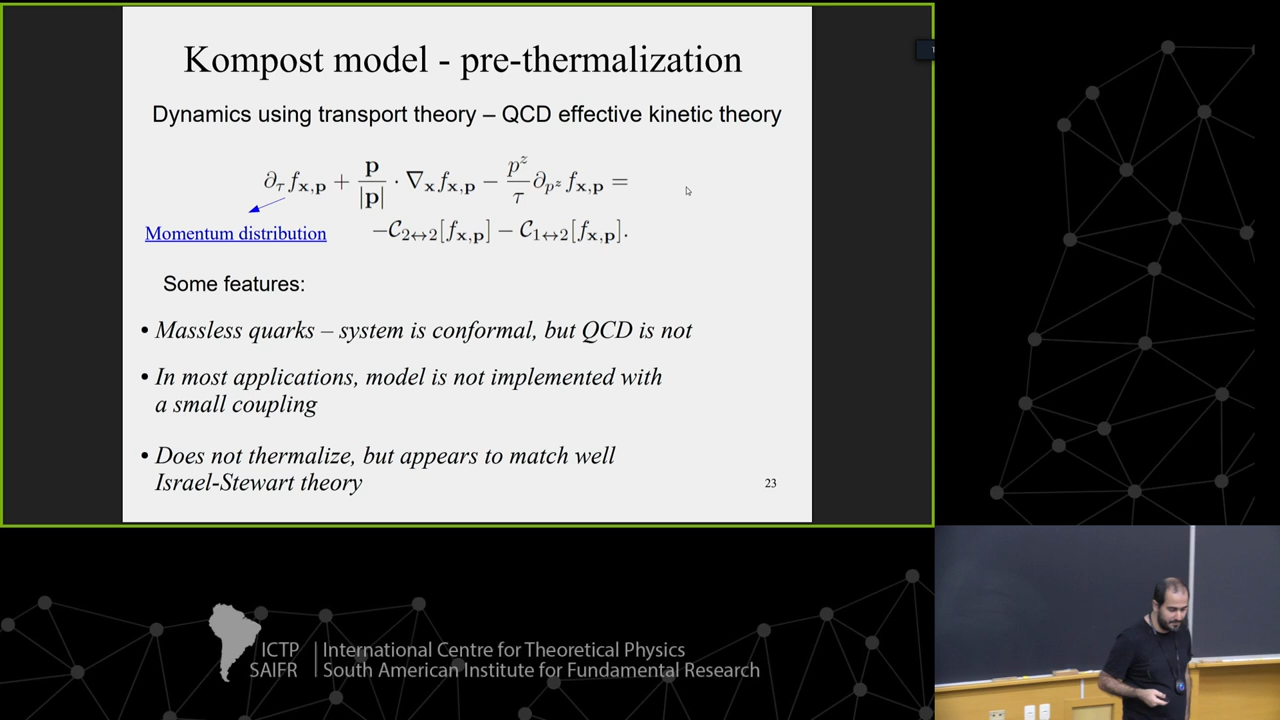 Kompost model - pre-thermalization
Dynamics using transport theory – QCD effective kinetic theory
∂_τ f_{x,p} + p/|p| · ∇_x f_{x,p} − p^z/τ ∂_{p^z} f_{x,p} =
−C_{2↔2}[f_{x,p}] − C_{1↔2}[f_{x,p}].
Momentum distribution
Some features:
• Massless quarks – system is conformal, but QCD is not
• In most applications, model is not implemented with
a small coupling
• Does not thermalize, but appears to match well
Israel-Stewart theory
23
ICTP
SAIFR
International Centre for Theoretical Physics
South American Institute for Fundamental Research